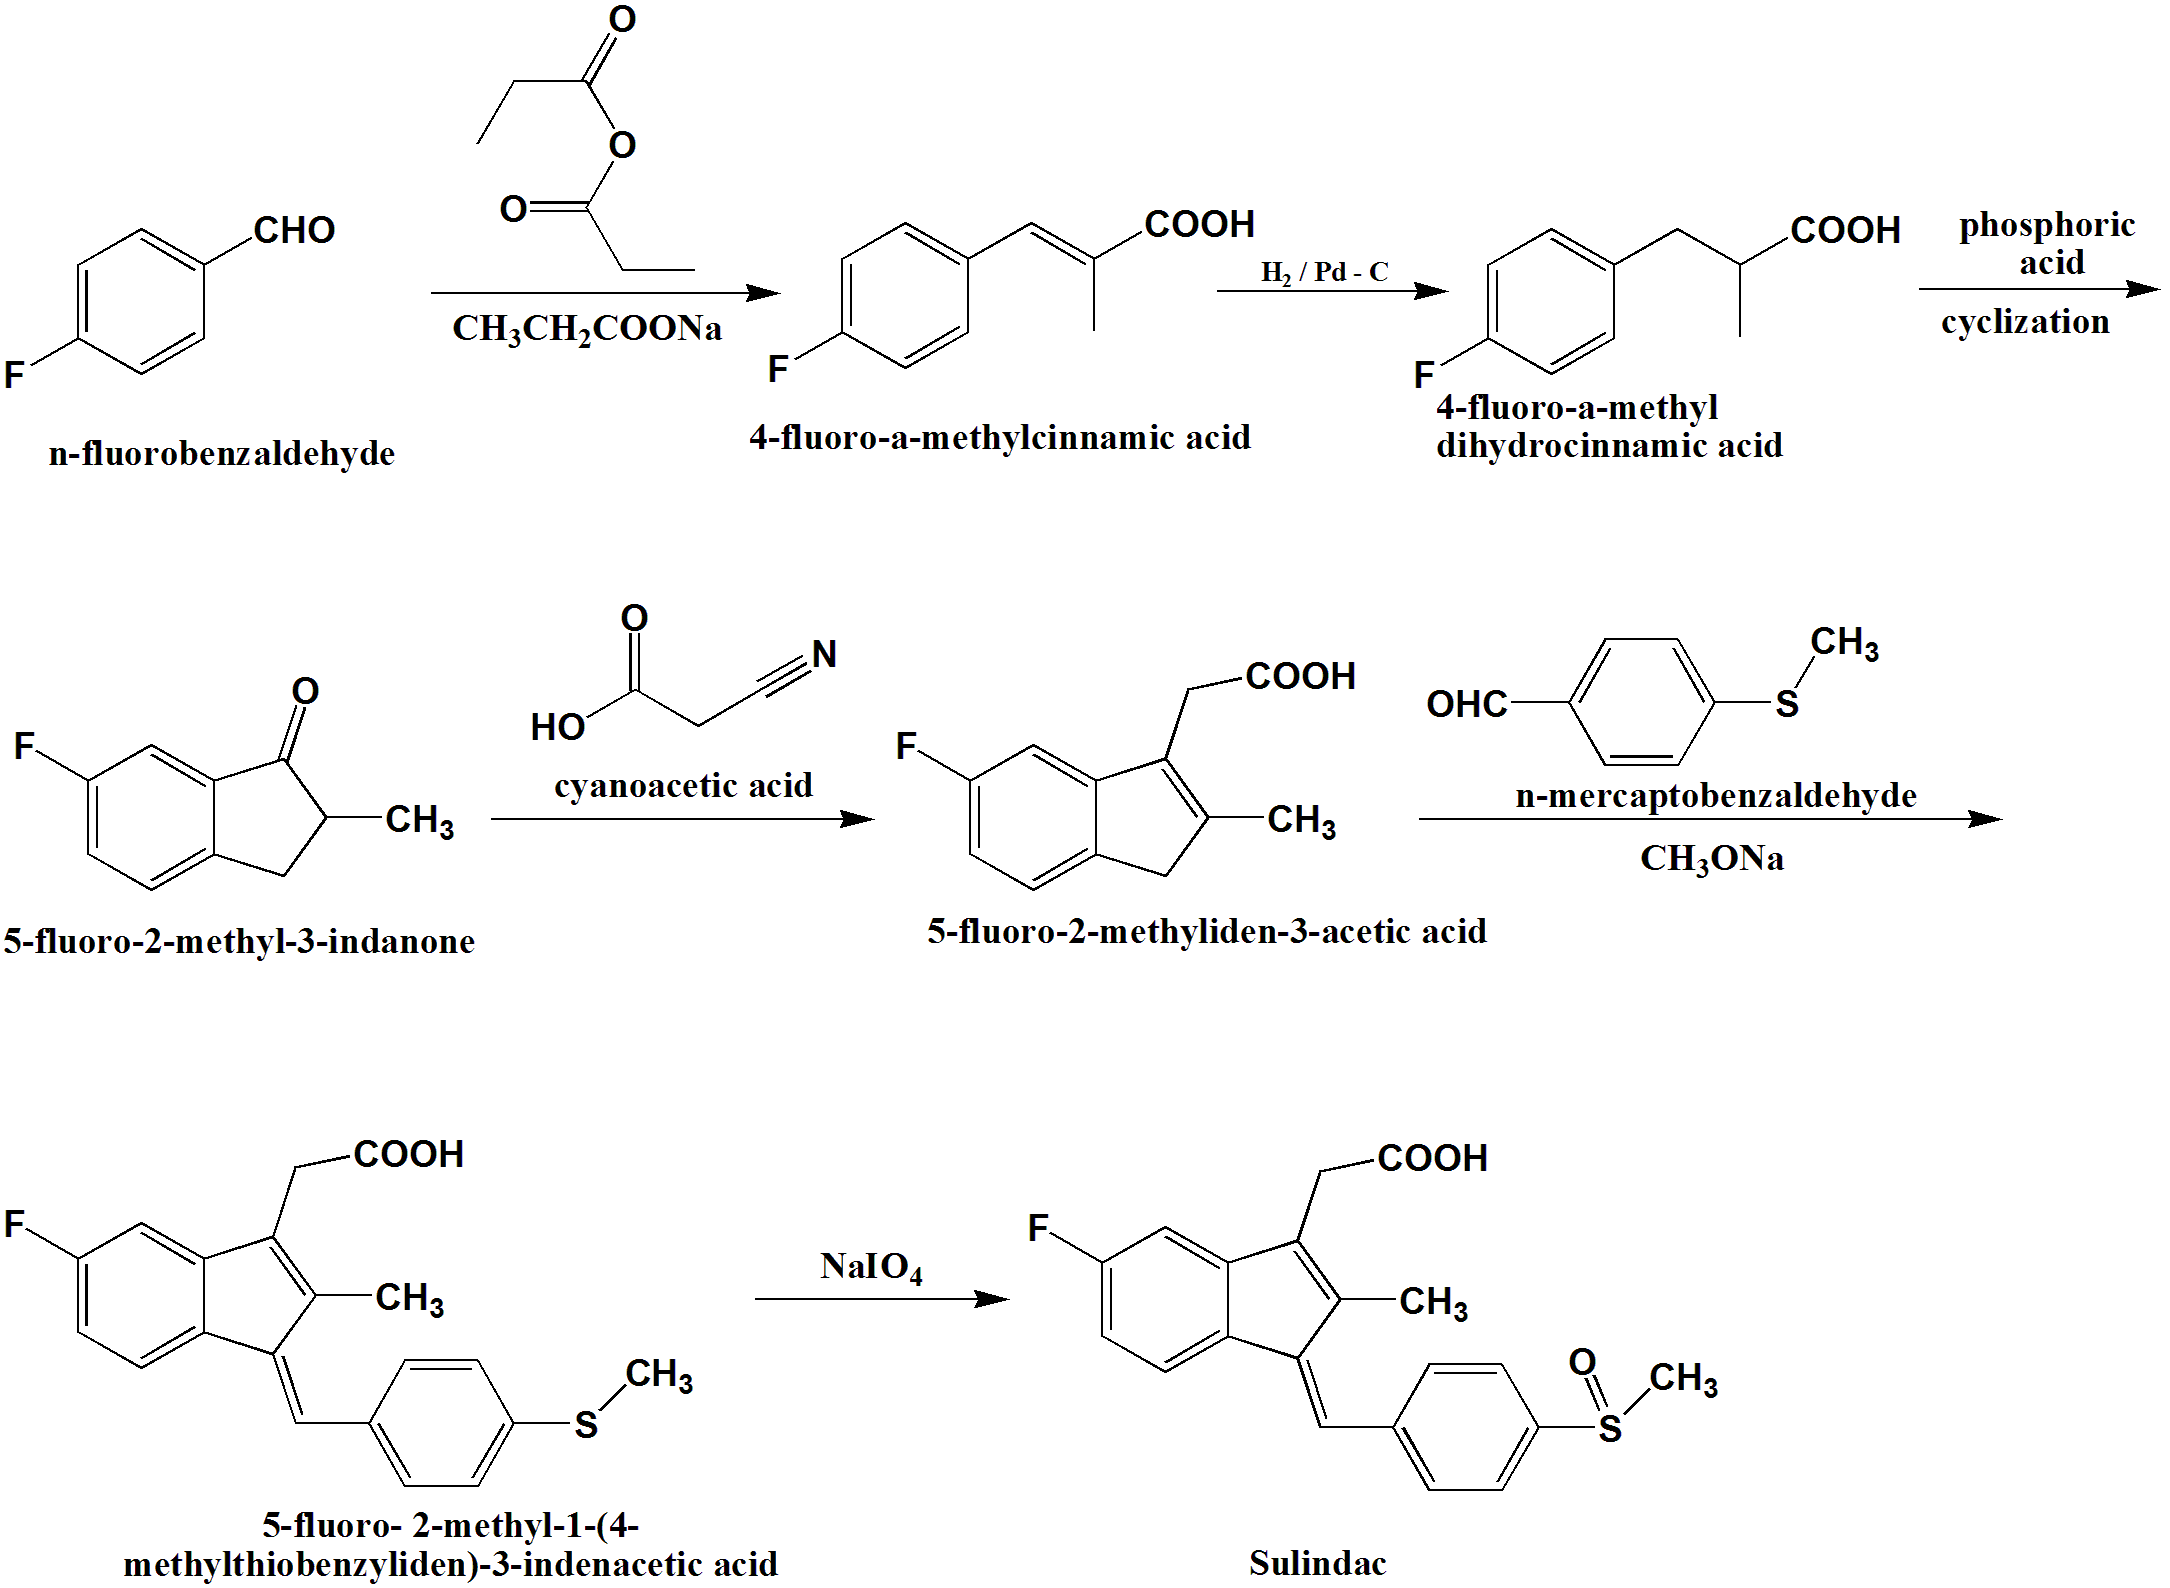 O
O
O
CHO
F
CH3CH2COONa
n-fluorobenzaldehyde
COOH
F
4-fluoro-a-methylcinnamic acid
H2 / Pd - C
COOH
F
4-fluoro-a-methyl
dihydrocinnamic acid
phosphoric
acid
cyclization
O
F
CH3
5-fluoro-2-methyl-3-indanone
O
N
HO
cyanoacetic acid
COOH
F
CH3
5-fluoro-2-methyliden-3-acetic acid
CH3
OHC
S
n-mercaptobenzaldehyde
CH3ONa
COOH
F
CH3
CH3
S
5-fluoro- 2-methyl-1-(4-
methylthiobenzyliden)-3-indenacetic acid
NaIO4
COOH
F
CH3
O
CH3
S
Sulindac